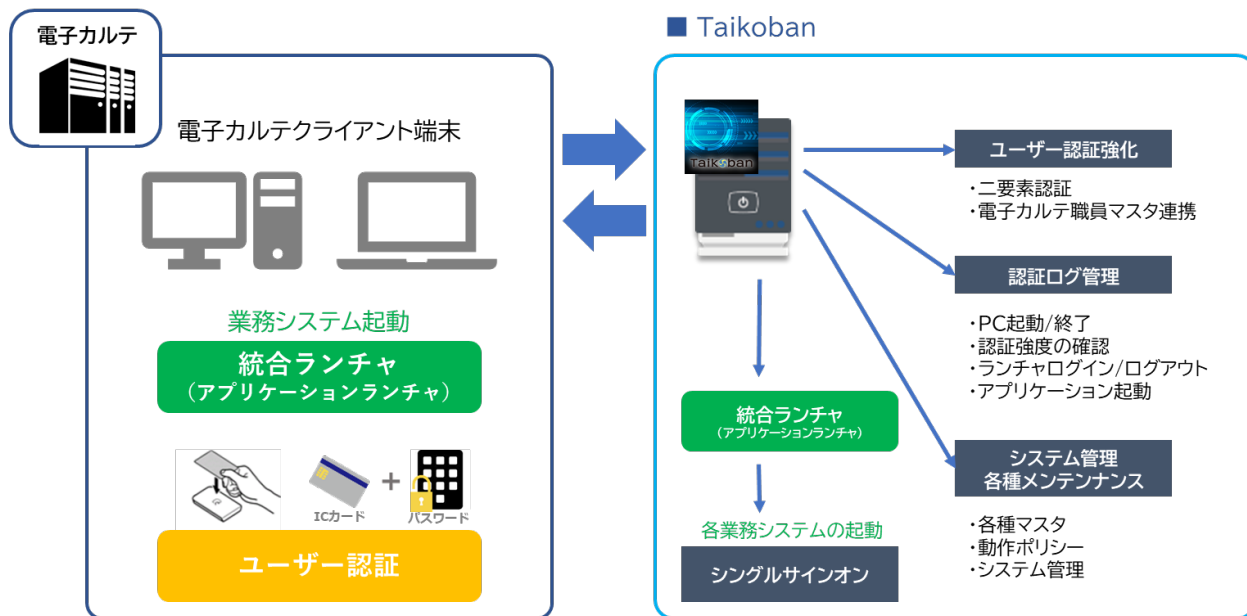 電子カルテ
電子カルテクライアント端末
業務システム起動
統合ランチャ
(アプリケーションランチャ)
ICカード
+
パスワード
ユーザー認証
■ Taikoban
Taikoban
ユーザー認証強化
・二要素認証
・電子カルテ職員マスタ連携
認証ログ管理
・PC起動/終了
・認証強度の確認
・ランチャログイン/ログアウト
・アプリケーション起動
統合ランチャ
(アプリケーションランチャ)
システム管理
各種メンテンナンス
・各種マスタ
・動作ポリシー
・システム管理
各業務システムの起動
シングルサインオン